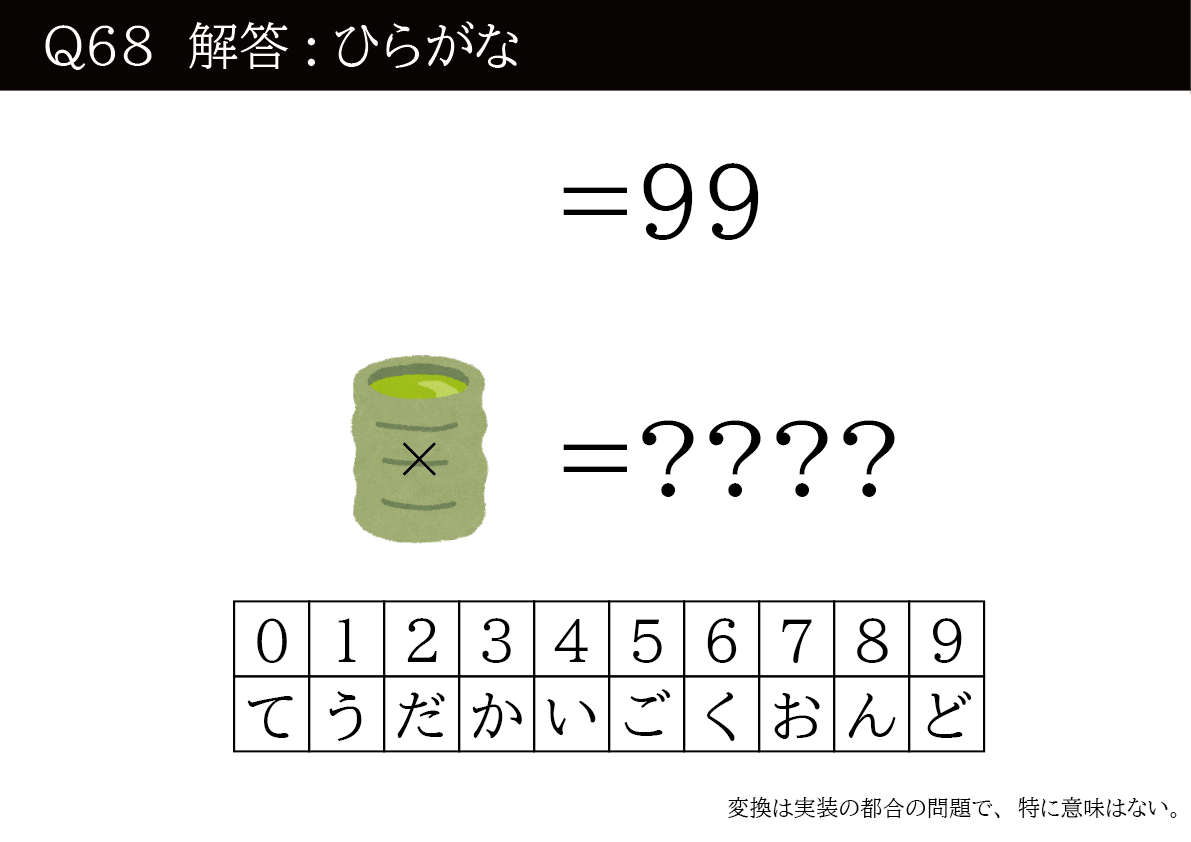 Q68 解答:ひらがな
=99
×
=????
0 1 2 3 4 5 6 7 8 9
て う だ か い ご く お ん ど
変換は実装の都合の問題で、特に意味はない。